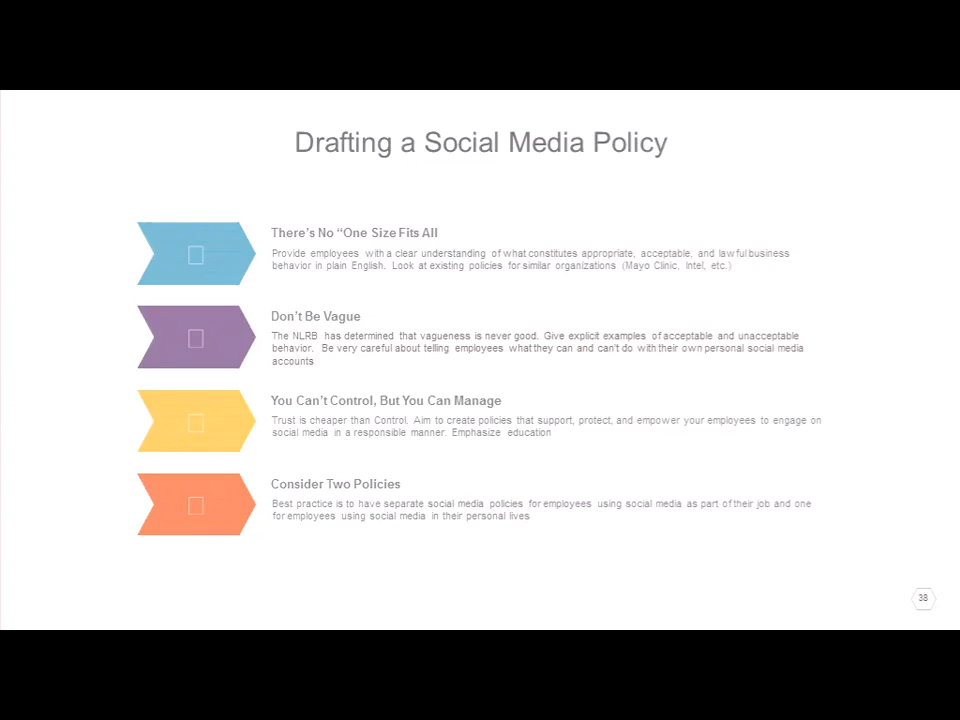 Drafting a Social Media Policy
There's No “One Size Fits All
Provide employees with a clear understanding of what constitutes appropriate, acceptable, and lawful business
behavior in plain English. Look at existing policies for similar organizations (Mayo Clinic, Intel, etc.)
Don't Be Vague
The NLRB has determined that vagueness is never good. Give explicit examples of acceptable and unacceptable
behavior. Be very careful about telling employees what they can and can't do with their own personal social media
accounts
You Can't Control, But You Can Manage
Trust is cheaper than Control. Aim to create policies that support, protect, and empower your employees to engage on
social media in a responsible manner. Emphasize education
Consider Two Policies
Best practice is to have separate social media policies for employees using social media as part of their job and one
for employees using social media in their personal lives
38